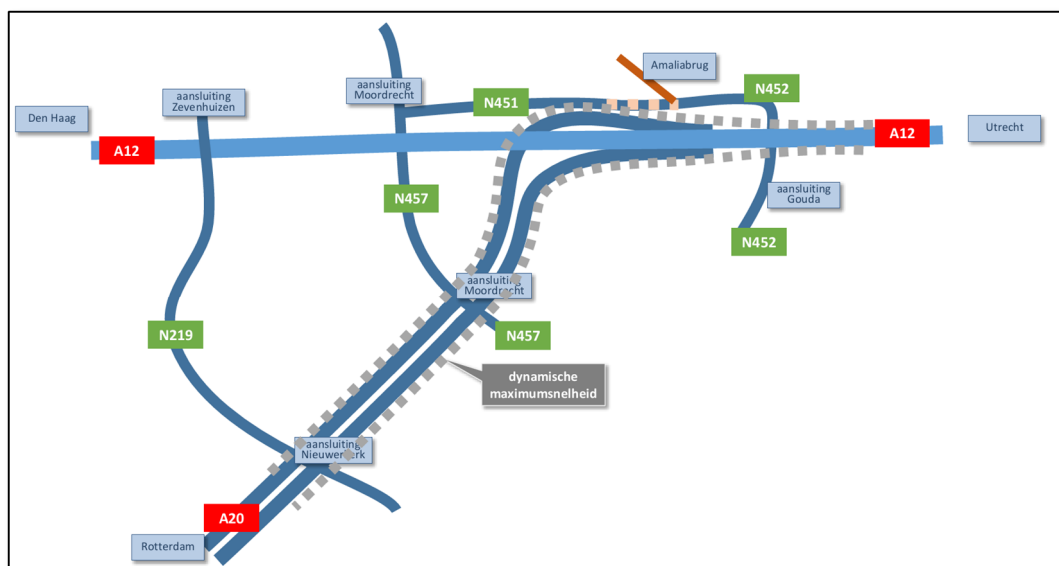 Amaliabrug
aansluiting
Moordrecht
aansluiting
Zevenhuizen
N452
N451
Den Haag
Utrecht
A12
A12
aansluiting
Gouda
N457
N452
aansluiting
Moordrecht
N219
N457
dynamische
maximumsnelheid
aansluiting
Nieuwerkerk
A20
Rotterdam